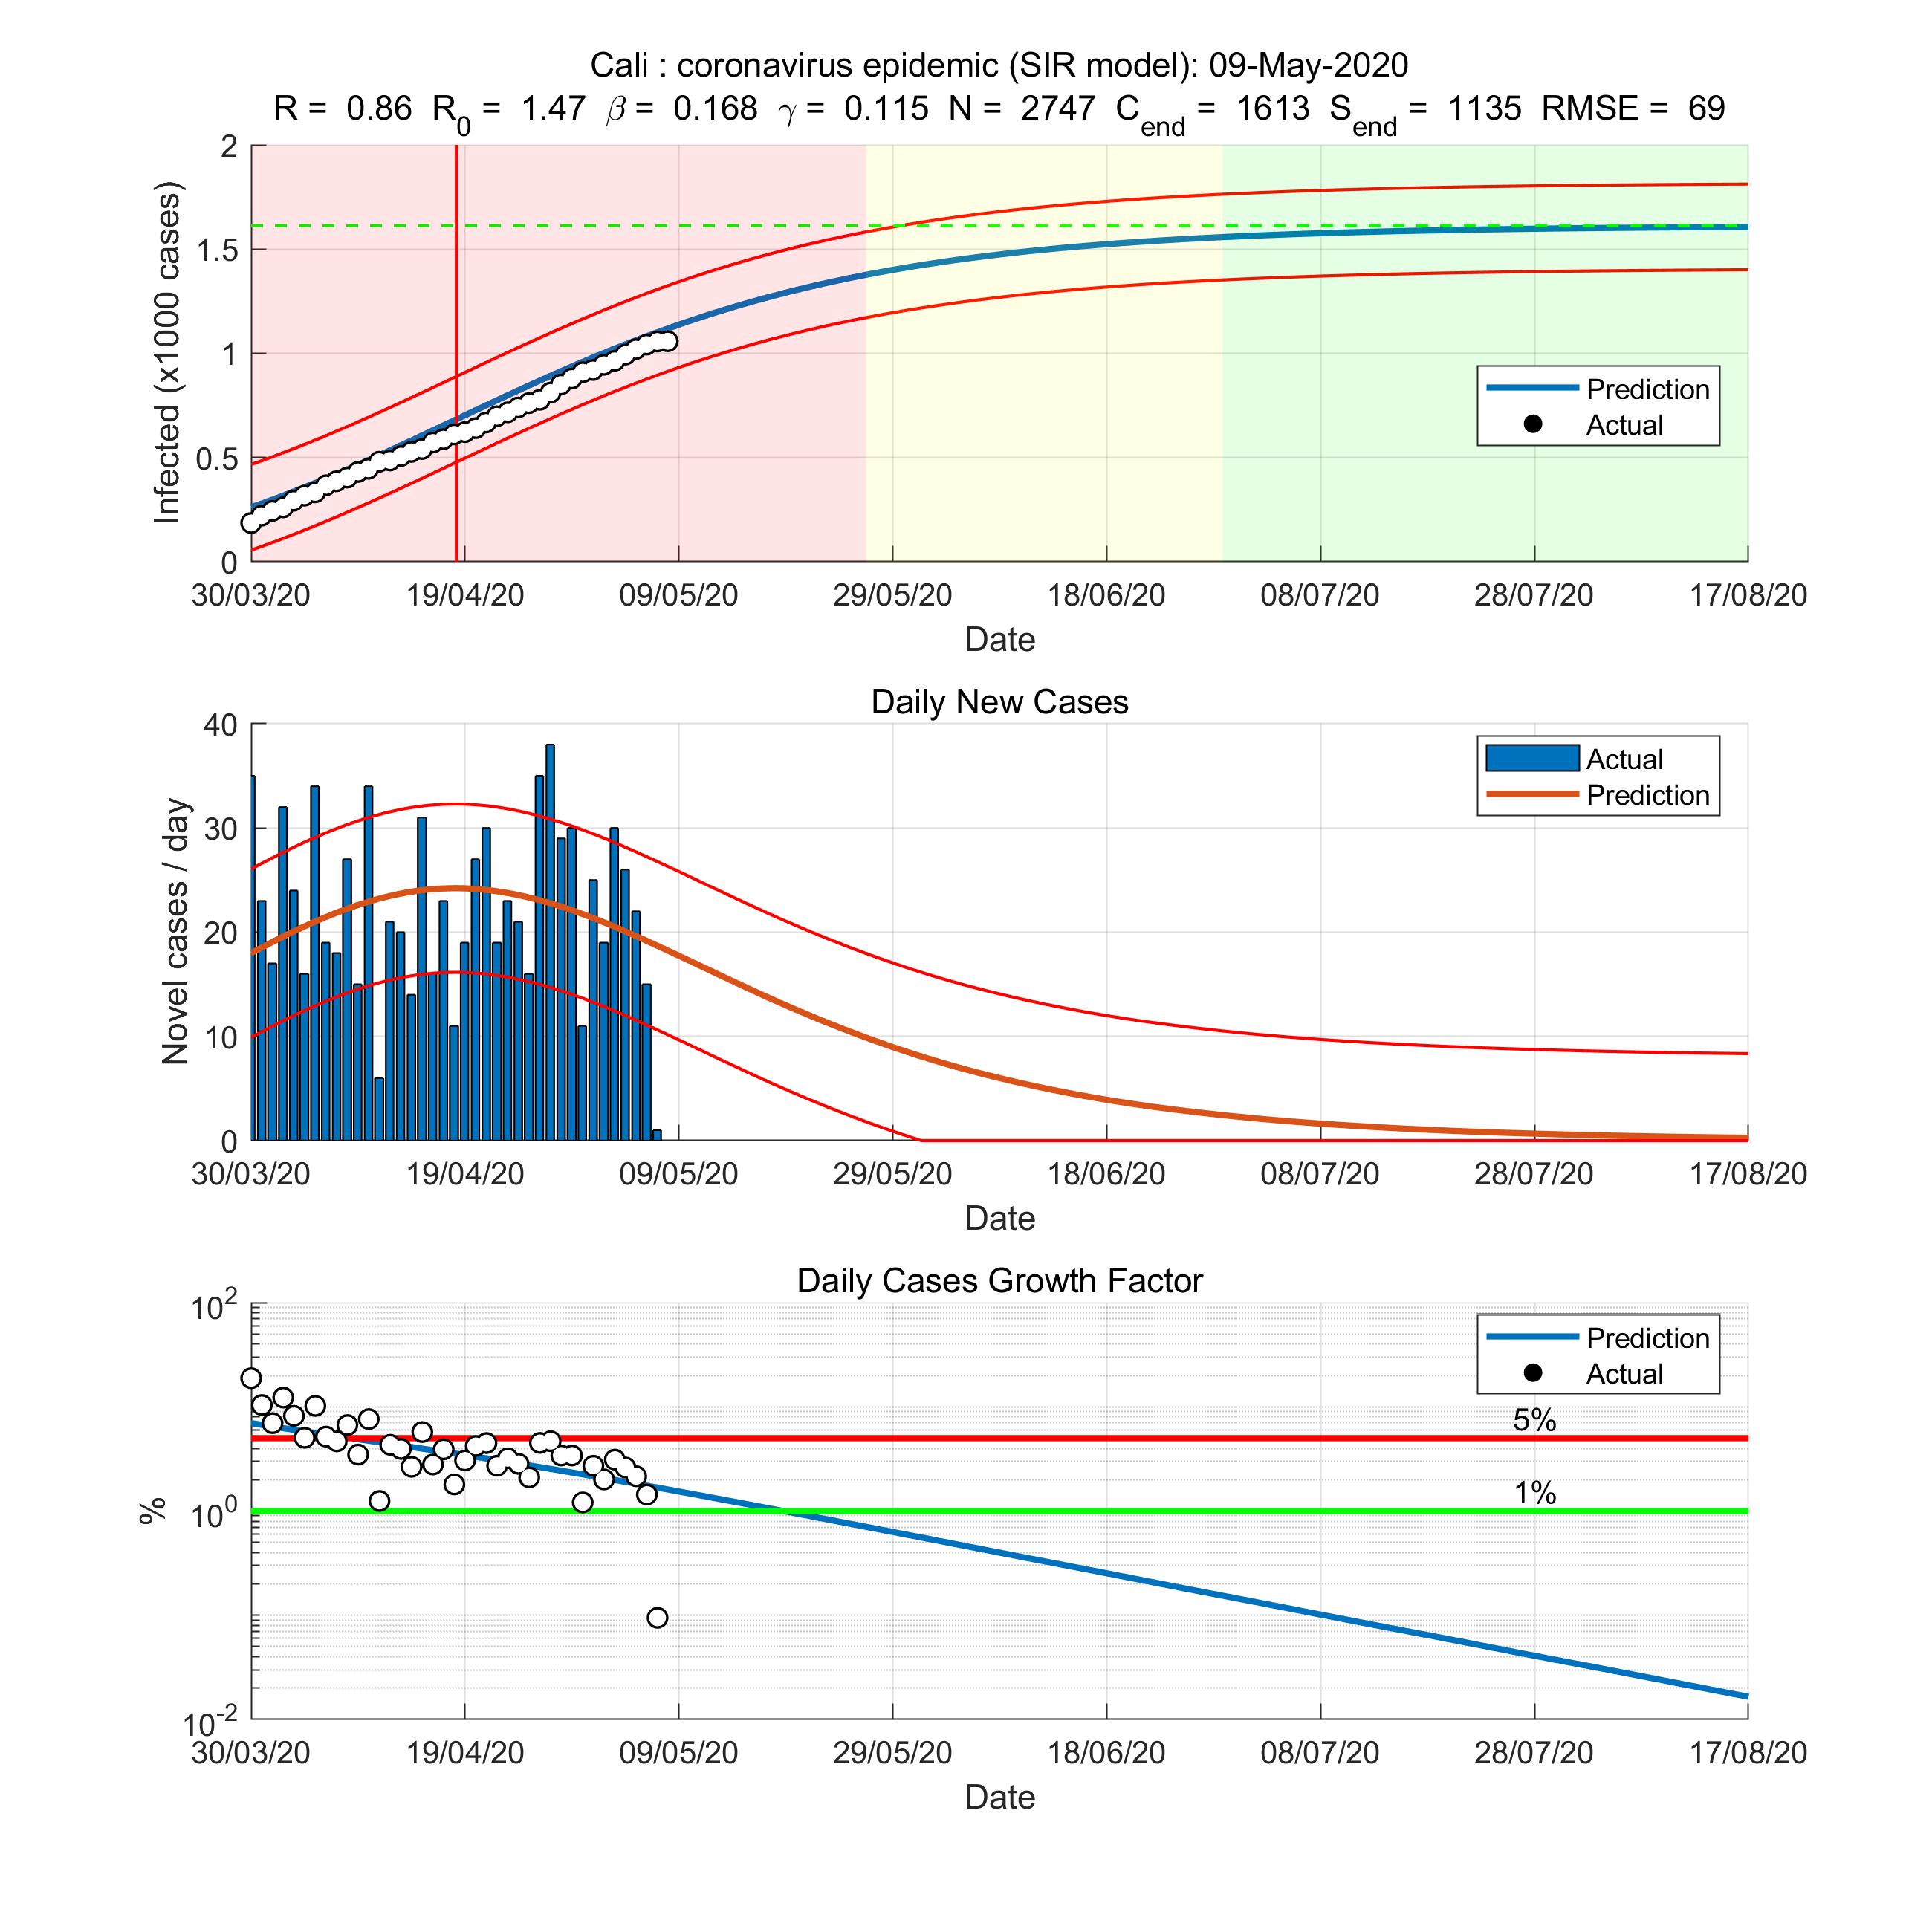 Cali : coronavirus epidemic (SIR model): 09-May-2020
R = 0.86 R0 = 1.47 β = 0.168 γ = 0.115 N = 2747 Cend = 1613 Send = 1135 RMSE = 69
Infected (x1000 cases)
2
1.5
1
0.5
0
Prediction
Actual
30/03/20 19/04/20 09/05/20 29/05/20 18/06/20 08/07/20 28/07/20 17/08/20
Date
Daily New Cases
Novel cases / day
40
30
20
10
0
Actual
Prediction
30/03/20 19/04/20 09/05/20 29/05/20 18/06/20 08/07/20 28/07/20 17/08/20
Date
Daily Cases Growth Factor
%
10^2
10^0
10^-2
Prediction
Actual
5%
1%
30/03/20 19/04/20 09/05/20 29/05/20 18/06/20 08/07/20 28/07/20 17/08/20
Date